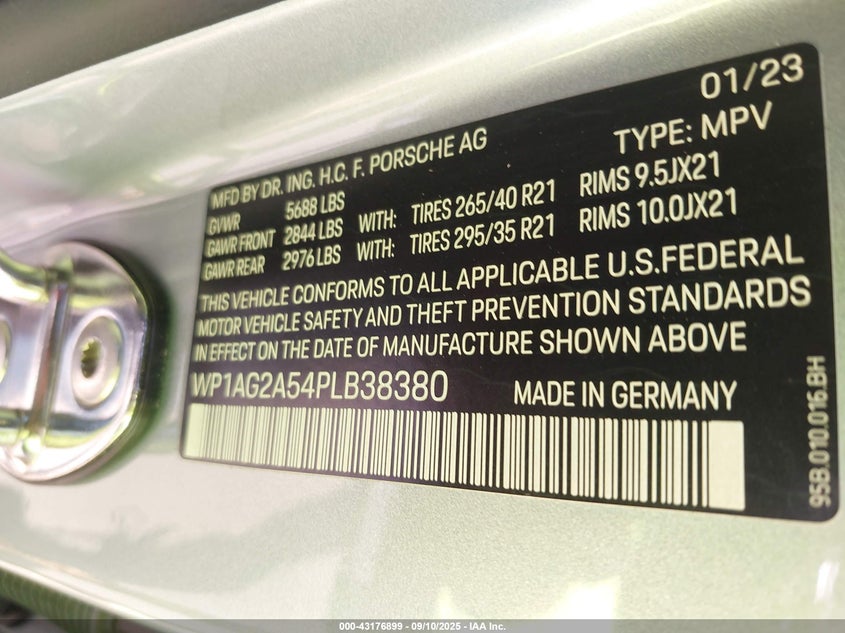 01/23
MFD BY DR. ING. H.C. F. PORSCHE AG TYPE: MPV
GVWR 5688 LBS
GAWR FRONT 2844 LBS WITH: TIRES 265/40 R21 RIMS 9.5JX21
GAWR REAR 2976 LBS WITH: TIRES 295/35 R21 RIMS 10.0JX21
THIS VEHICLE CONFORMS TO ALL APPLICABLE U.S.FEDERAL
MOTOR VEHICLE SAFETY AND THEFT PREVENTION STANDARDS
IN EFFECT ON THE DATE OF MANUFACTURE SHOWN ABOVE
WP1AG2A54PLB38380 MADE IN GERMANY
95B.010.016.BH
000-43176899 - 09/10/2025 - IAA Inc.